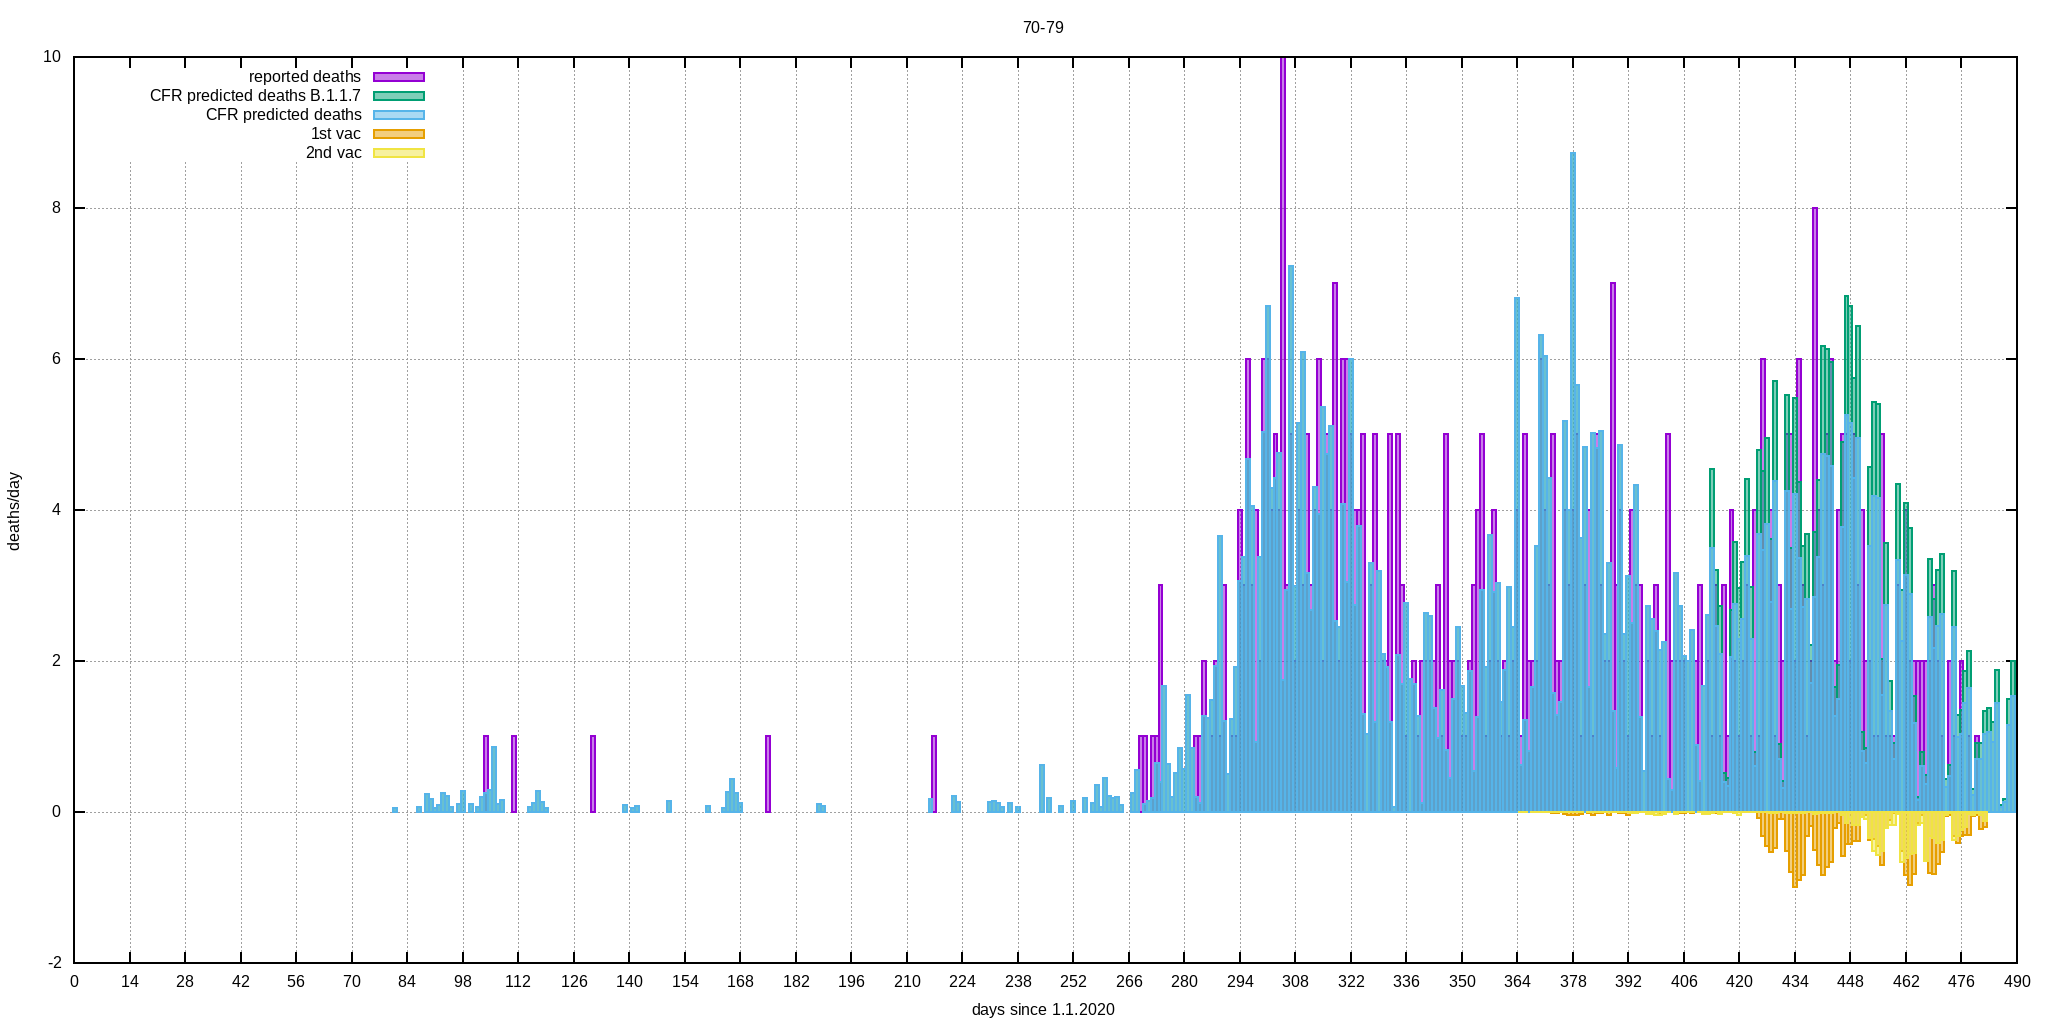 70-79
reported deaths
CFR predicted deaths B.1.1.7
CFR predicted deaths
1st vac
2nd vac
10
8
6
4
2
0
-2
deaths/day
0 14 28 42 56 70 84 98 112 126 140 154 168 182 196 210 224 238 252 266 280 294 308 322 336 350 364 378 392 406 420 434 448 462 476 490
days since 1.1.2020